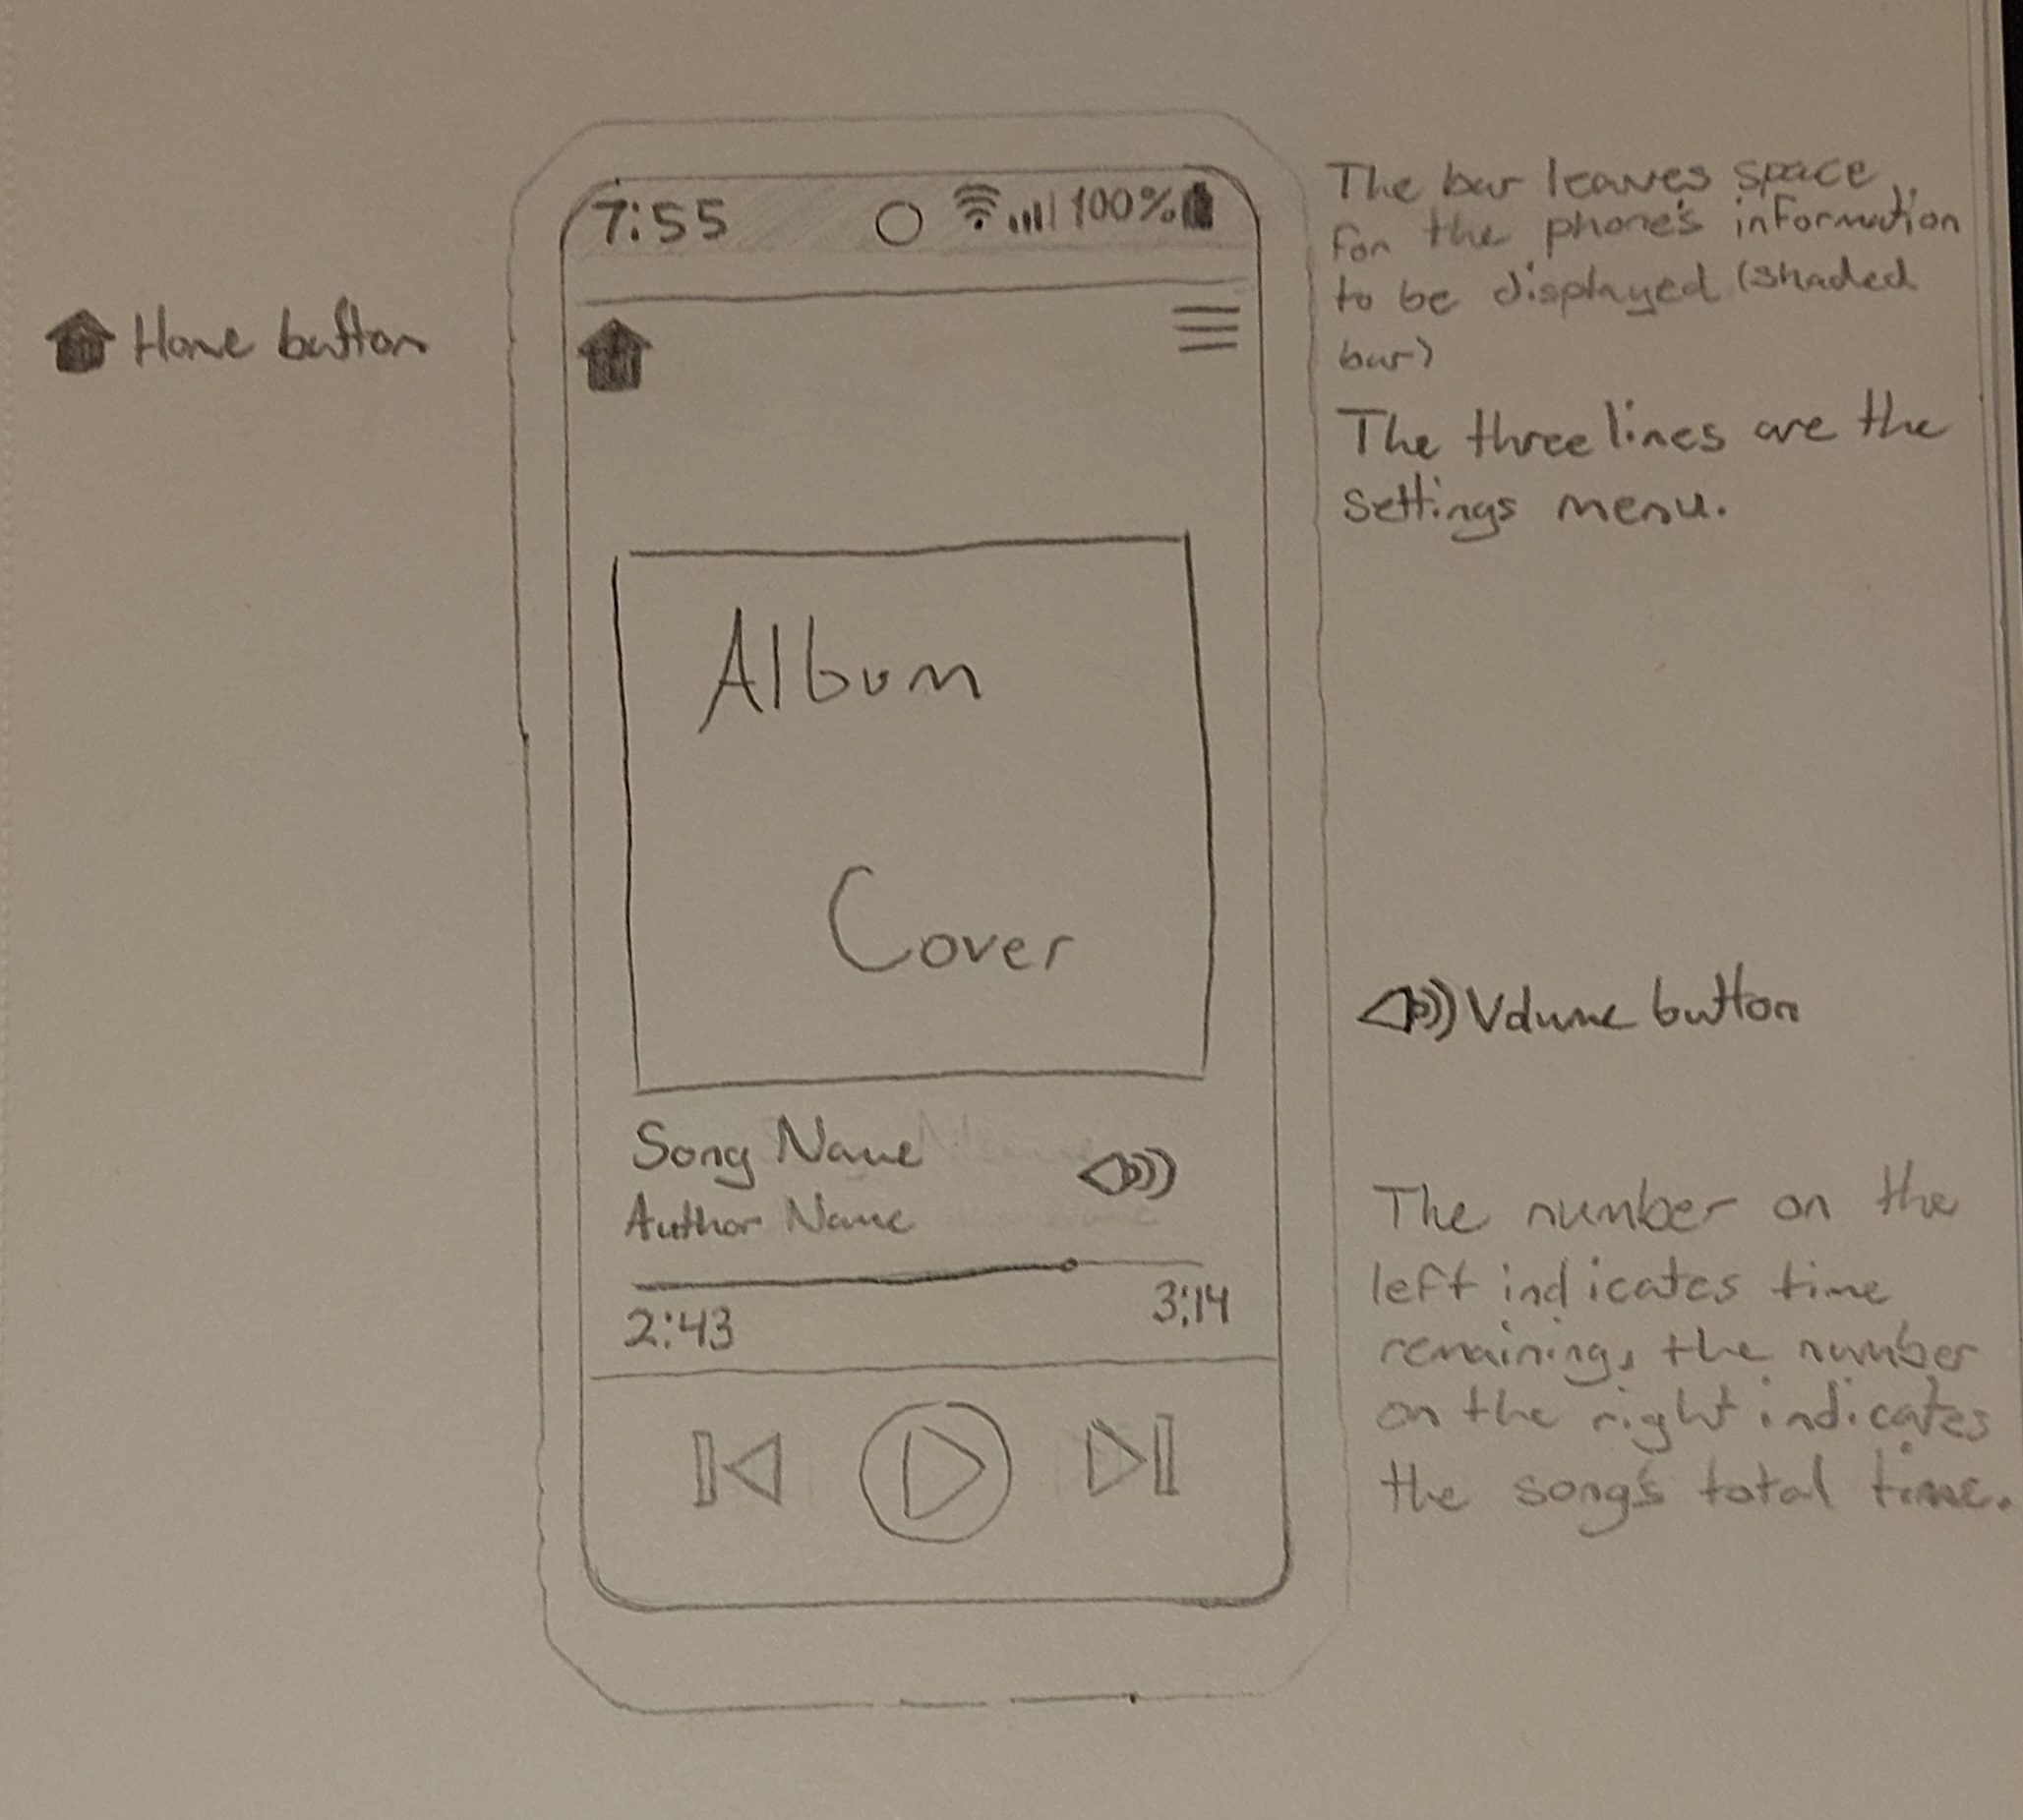 7:55 100%
Home button
The bar leaves space
for the phone's information
to be displayed (shaded
bar)
The three lines are the
settings menu.
Album
Cover
Volume button
Song Name
Author Name
2:43 3:14
The number on the
left indicates time
remaining, the number
on the right indicates
the song's total time.